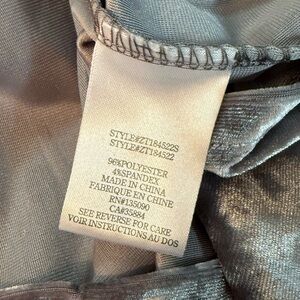 STYLE#ZT184522S
STYLE#ZT184522
96%POLYESTER
4%SPANDEX
MADE IN CHINA
FABRIQUE EN CHINE
RN#135090
CA#35884
SEE REVERSE FOR CARE
VOIR INSTRUCTIONS AU DOS